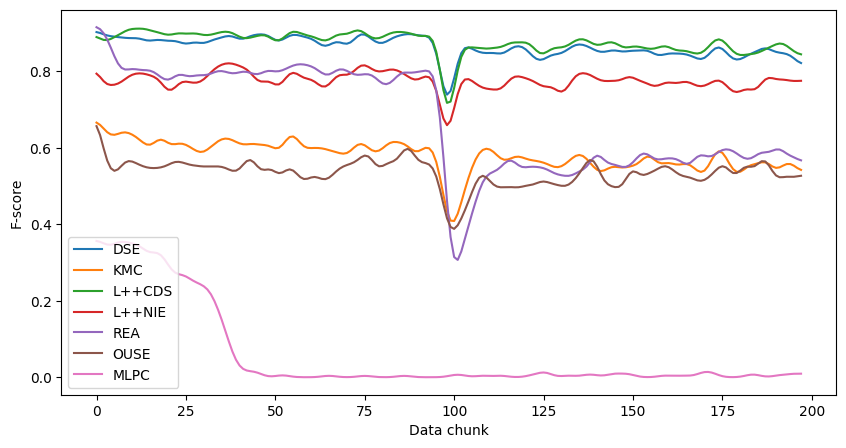 F-score
0.8
0.6
0.4
0.2
0.0
DSE
KMC
L++CDS
L++NIE
REA
OUSE
MLPC
0 25 50 75 100 125 150 175 200
Data chunk